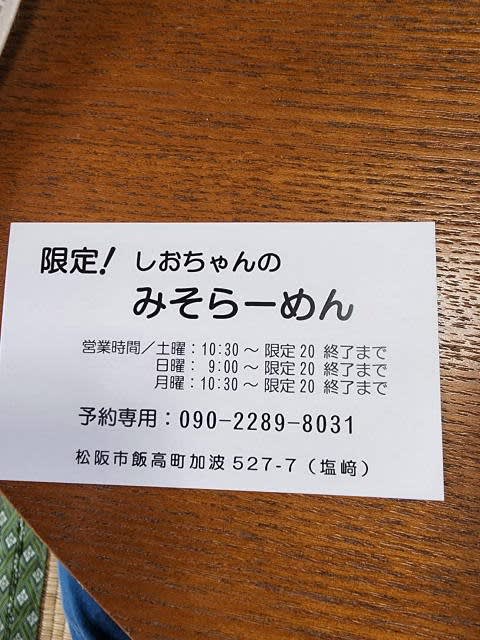 限定! しおちゃんの
みそらーめん
営業時間/土曜:10:30~ 限定20 終了まで
日曜: 9:00~ 限定20 終了まで
月曜:10:30~ 限定20 終了まで
予約専用:090-2289-8031
松阪市飯高町加波527-7(塩﨑)